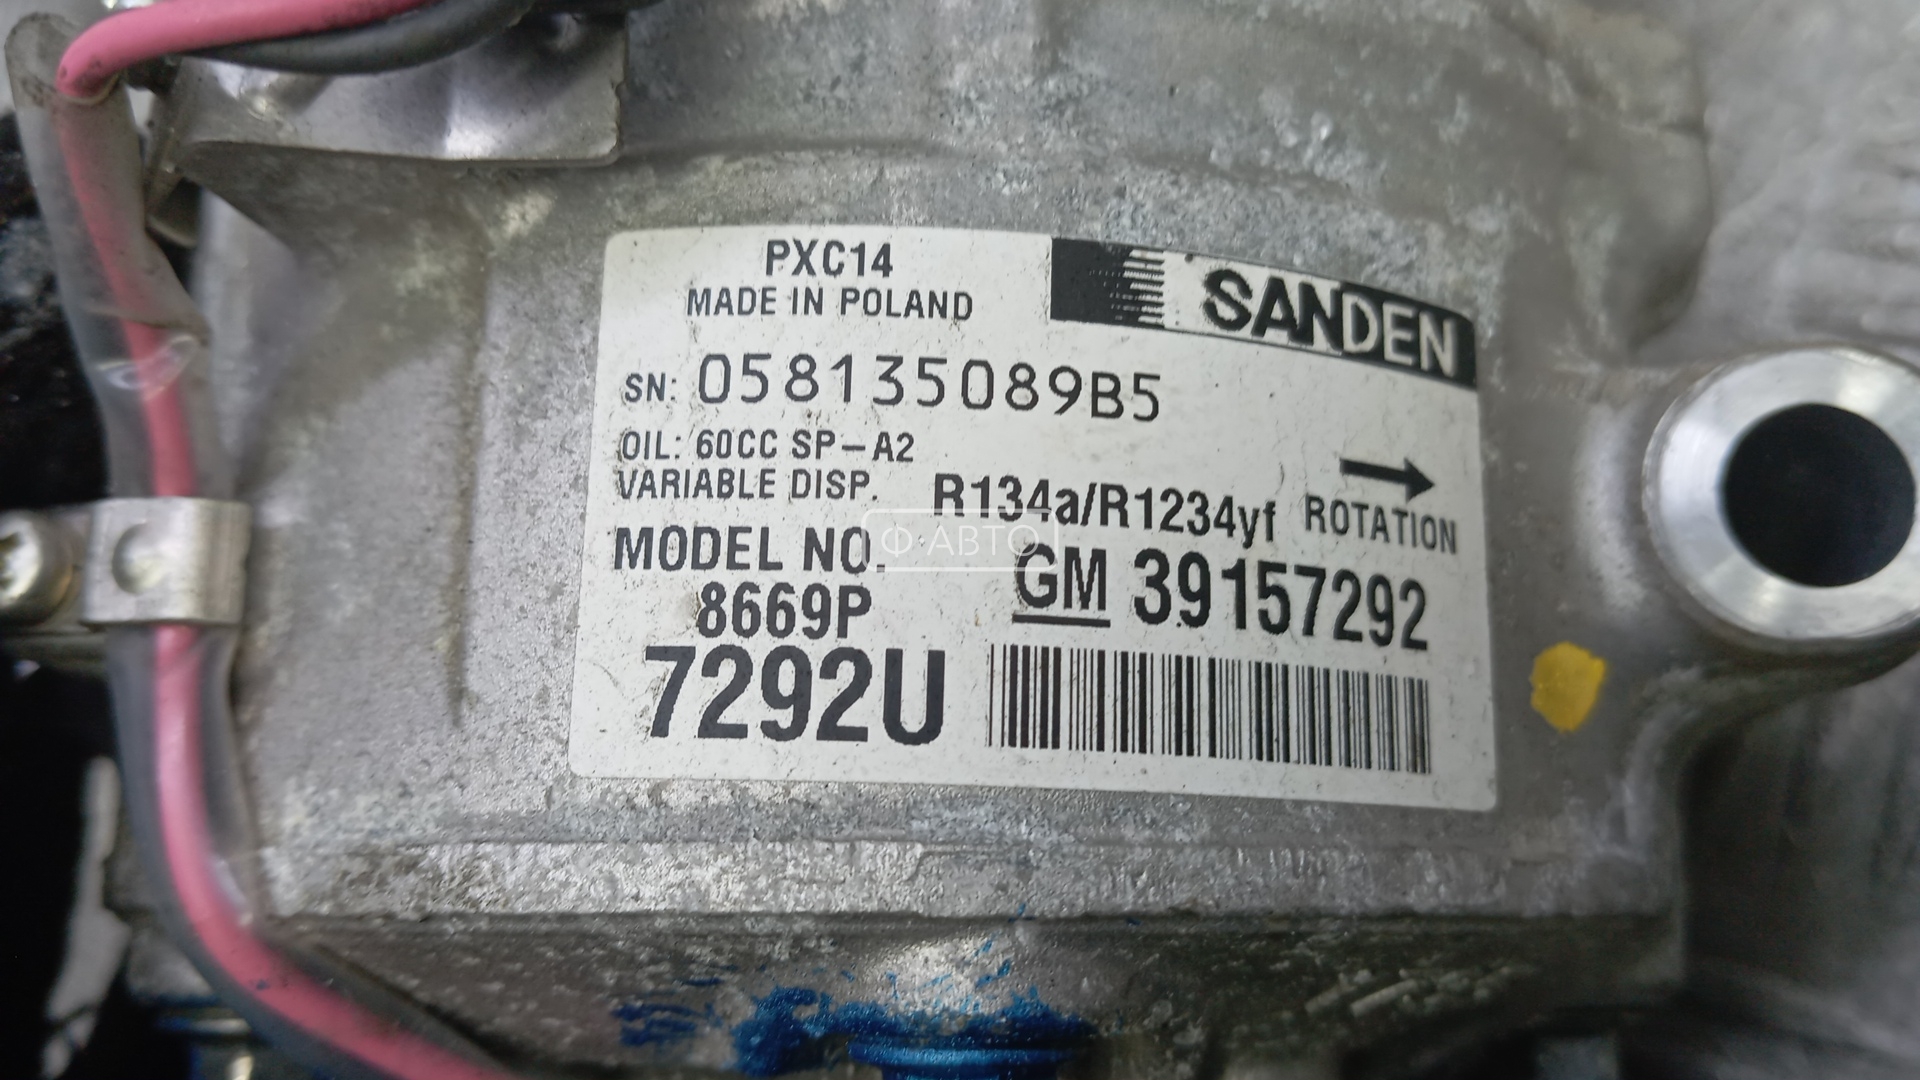 PXC14
MADE IN POLAND
SANDEN
SN: 058135089B5
OIL: 60CC SP-A2
VARIABLE DISP.
R134a/R1234yf
ROTATION
MODEL NO.
8669P
GM 39157292
7292U
Ф·АВТО